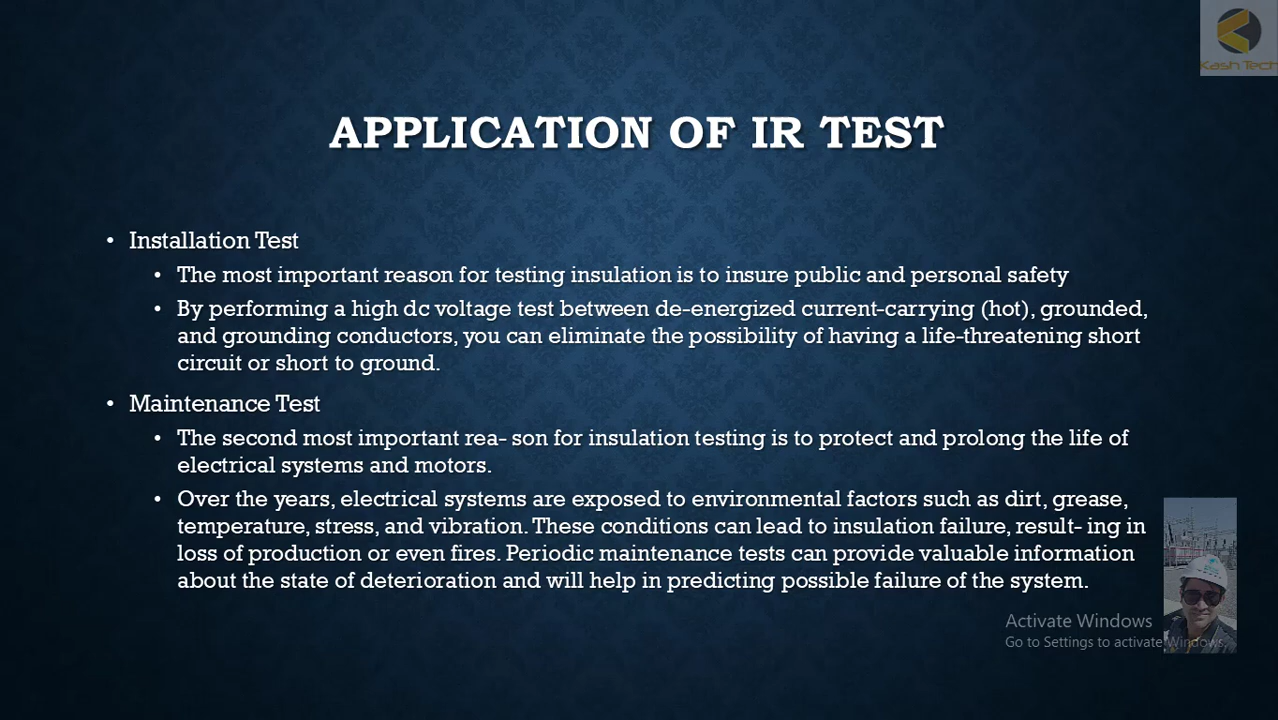 Kash Tech
APPLICATION OF IR TEST
• Installation Test
• The most important reason for testing insulation is to insure public and personal safety
• By performing a high dc voltage test between de-energized current-carrying (hot), grounded,
and grounding conductors, you can eliminate the possibility of having a life-threatening short
circuit or short to ground.
• Maintenance Test
• The second most important rea- son for insulation testing is to protect and prolong the life of
electrical systems and motors.
• Over the years, electrical systems are exposed to environmental factors such as dirt, grease,
temperature, stress, and vibration. These conditions can lead to insulation failure, result- ing in
loss of production or even fires. Periodic maintenance tests can provide valuable information
about the state of deterioration and will help in predicting possible failure of the system.
Activate Windows
Go to Settings to activate Windows.